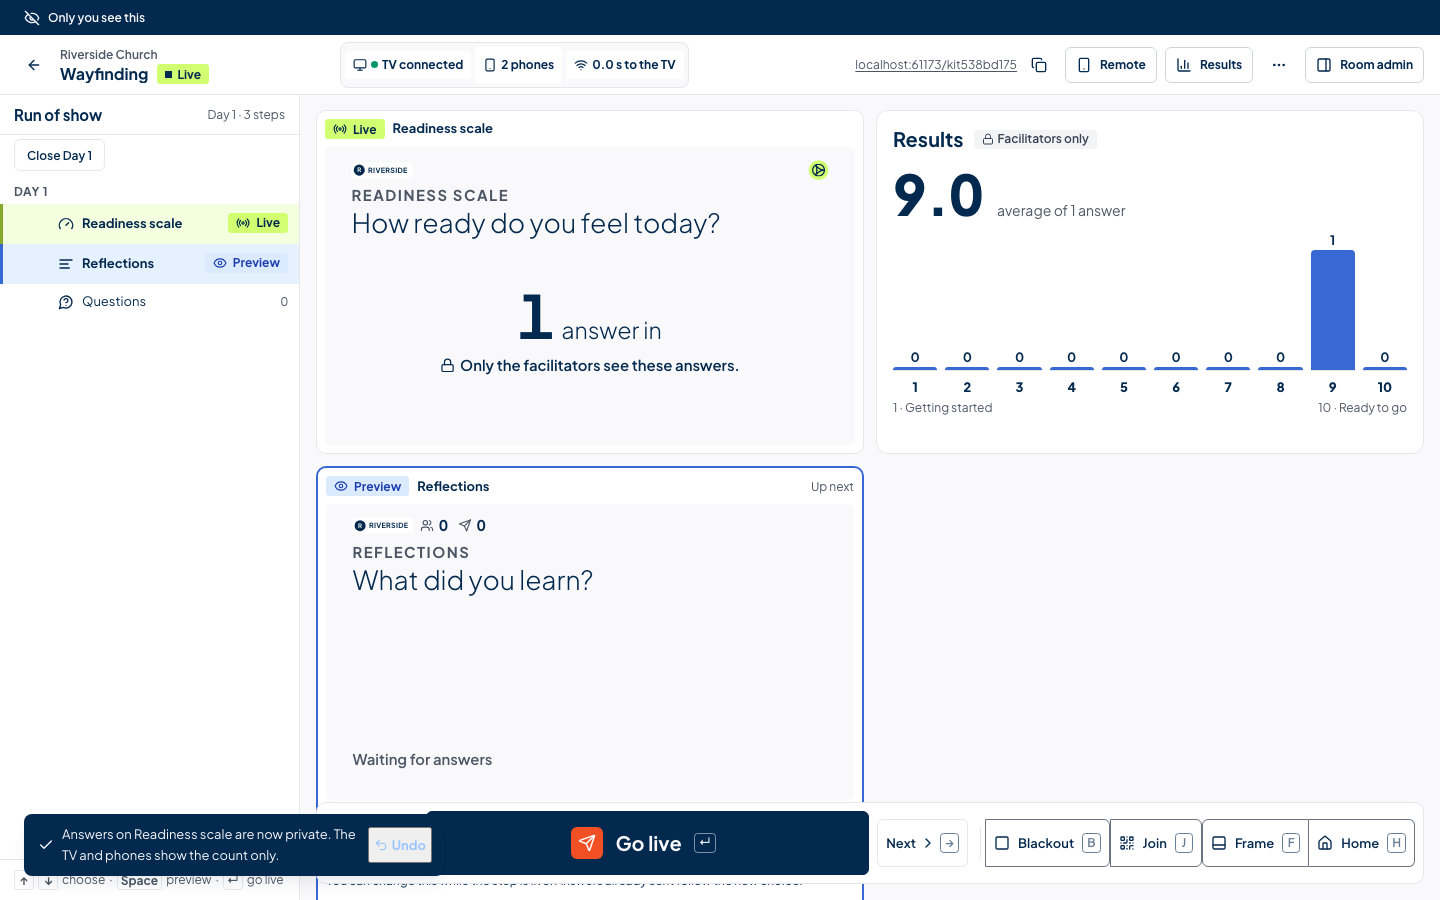 Only you see this
Riverside Church
Wayfinding
Live
TV connected
2 phones
0.0 s to the TV
localhost:61173/kit538bd175
Remote
Results
Room admin
Run of show
Day 1 · 3 steps
Close Day 1
DAY 1
Readiness scale
Live
Reflections
Preview
Questions
0
Live
Readiness scale
R RIVERSIDE
READINESS SCALE
How ready do you feel today?
1 answer in
Only the facilitators see these answers.
Results
Facilitators only
9.0 average of 1 answer
1
0 0 0 0 0 0 0 0 0
1 2 3 4 5 6 7 8 9 10
1 · Getting started
10 · Ready to go
Preview
Reflections
Up next
R RIVERSIDE
0
0
REFLECTIONS
What did you learn?
Waiting for answers
Answers on Readiness scale are now private. The
TV and phones show the count only.
Undo
Go live
Next
Blackout B
Join J
Frame F
Home H
choose · Space preview · go live